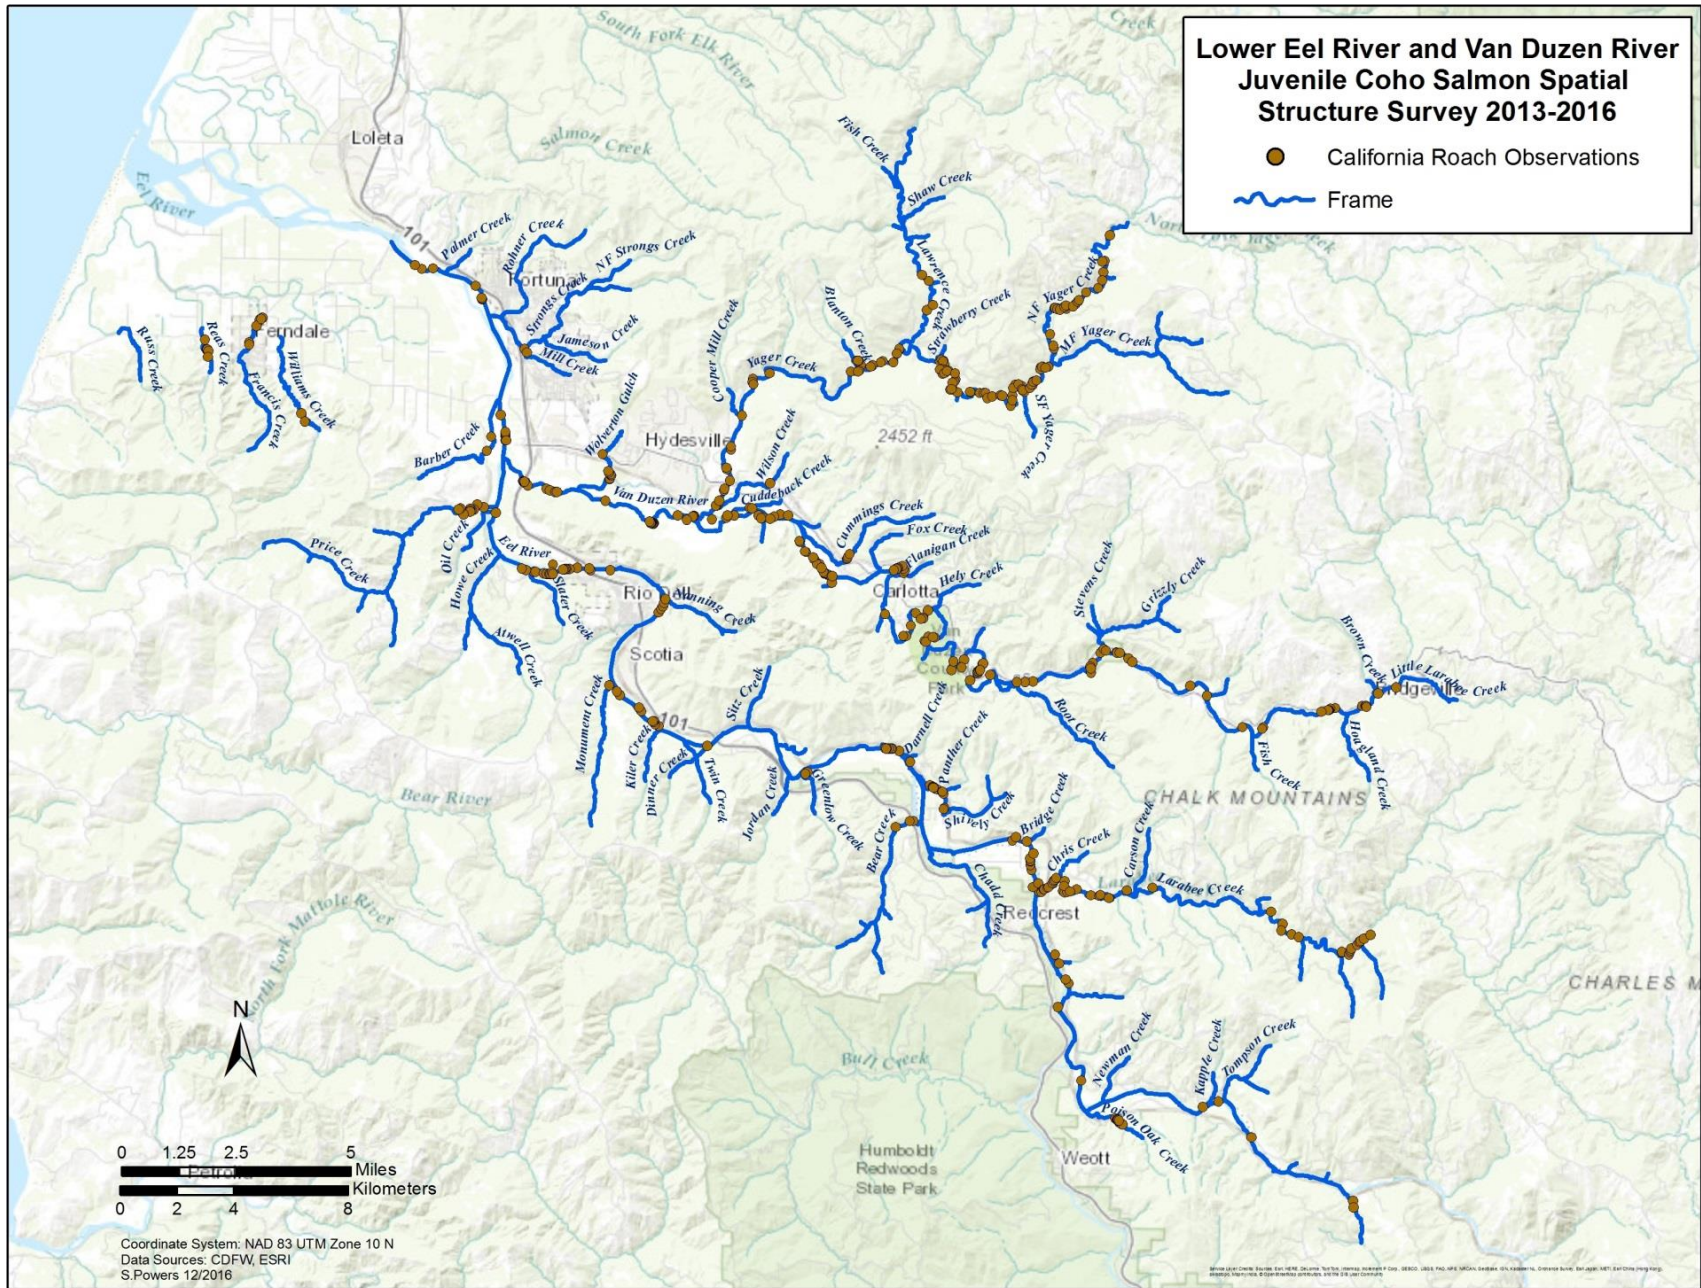 Lower Eel River and Van Duzen River
Juvenile Coho Salmon Spatial
Structure Survey 2013-2016
California Roach Observations
Frame
South Fork Elk River
Creek
Loleta
Salmon Creek
Eel River
101
Palmer Creek
Rohner Creek
NF Strongs Creek
Fortuna
Strongs Creek
Jameson Creek
Mill Creek
Fish Creek
Shaw Creek
Lawrence Creek
Strawberry Creek
Blanton Creek
NF Yager Creek
MF Yager Creek
SF Yager Creek
Yager Creek
Cooper Mill Creek
Russ Creek
Reas Creek
Francis Creek
Williams Creek
Barber Creek
Wolverton Gulch
Hydesville
Wilson Creek
2452 ft
Van Duzen River
Cuddeback Creek
Cummings Creek
Fox Creek
Flanigan Creek
Hely Creek
Carlotta
Price Creek
Oil Creek
Howe Creek
Eel River
Slater Creek
Atwell Creek
Scotia
Stevens Creek
Grizzly Creek
Brown Creek
Little Larabee Creek
Hoagland Creek
Fish Creek
Root Creek
Darnell Creek
Panther Creek
Shively Creek
Bridge Creek
Chris Creek
Carson Creek
Larabee Creek
CHALK MOUNTAINS
Monument Creek
Kiler Creek
Dinner Creek
101
Twin Creek
Sitz Creek
Jordan Creek
Greenlow Creek
Bear Creek
Chadd Creek
Redcrest
Bear River
North Fork Mattole River
CHARLES M
N
Bull Creek
Newman Creek
Kapple Creek
Tompson Creek
Poison Oak Creek
Humboldt
Redwoods
State Park
Weott
0 1.25 2.5 5
Miles
Kilometers
0 2 4 8
Coordinate System: NAD 83 UTM Zone 10 N
Data Sources: CDFW, ESRI
S.Powers 12/2016